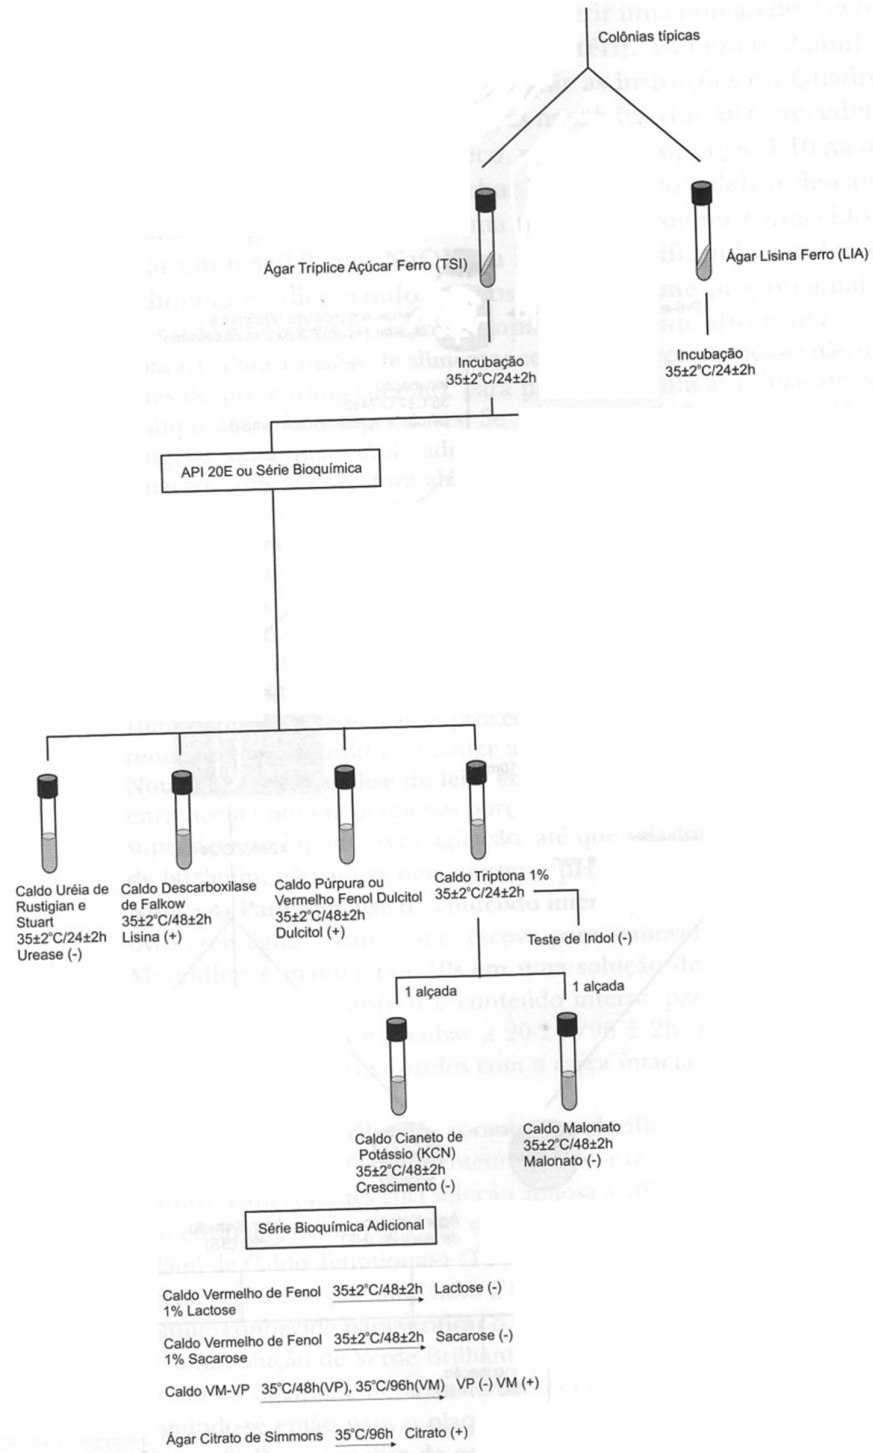 Colônias típicas
Ágar Tríplice Açúcar Ferro (TSI)
Ágar Lisina Ferro (LIA)
Incubação
35±2°C/24±2h
Incubação
35±2°C/24±2h
API 20E ou Série Bioquímica
Caldo Uréia de
Rustigian e
Stuart
35±2°C/24±2h
Urease (-)
Caldo Descarboxilase
de Falkow
35±2°C/48±2h
Lisina (+)
Caldo Púrpura ou
Vermelho Fenol Dulcitol
35±2°C/48±2h
Dulcitol (+)
Caldo Triptona 1%
35±2°C/24±2h
Teste de Indol (-)
1 alçada
1 alçada
Caldo Cianeto de
Potássio (KCN)
35±2°C/48±2h
Crescimento (-)
Caldo Malonato
35±2°C/48±2h
Malonato (-)
Série Bioquímica Adicional
Caldo Vermelho de Fenol 35±2°C/48±2h Lactose (-)
1% Lactose
Caldo Vermelho de Fenol 35±2°C/48±2h Sacarose (-)
1% Sacarose
Caldo VM-VP 35°C/48h(VP), 35°C/96h(VM) VP (-) VM (+)
Ágar Citrato de Simmons 35°C/96h Citrato (+)